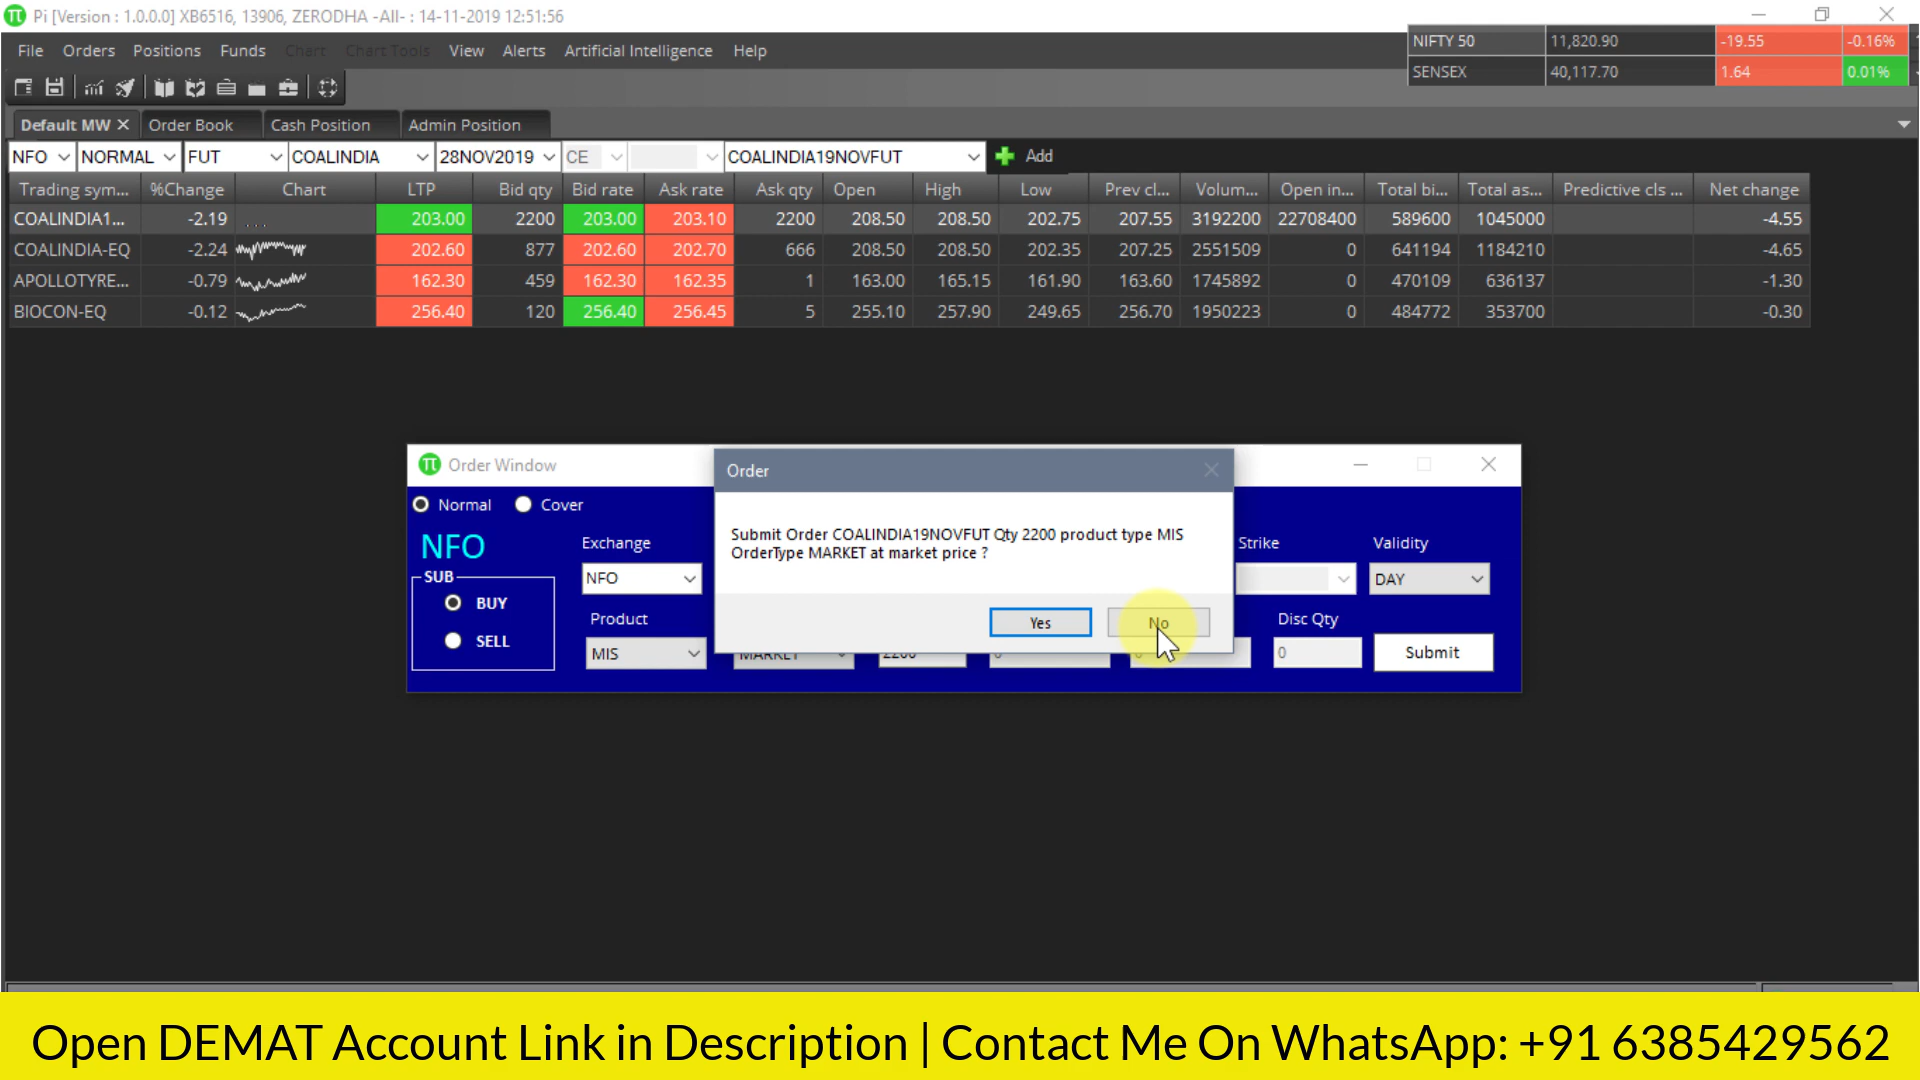 Pi [Version : 1.0.0.0] XB6516, 13906, ZERODHA -All- : 14-11-2019 12:51:56
File Orders Positions Funds Chart Chart Tools View Alerts Artificial Intelligence Help
NIFTY 50 11,820.90 -19.55 -0.16%
SENSEX 40,117.70 1.64 0.01%
Default MW Order Book Cash Position Admin Position
NFO NORMAL FUT COALINDIA 28NOV2019 CE COALINDIA19NOVFUT Add
Trading sym... %Change Chart LTP Bid qty Bid rate Ask rate Ask qty Open High Low Prev cl... Volum... Open in... Total bi... Total as... Predictive cls ... Net change
COALINDIA1... -2.19 ... 203.00 2200 203.00 203.10 2200 208.50 208.50 202.75 207.55 3192200 22708400 589600 1045000 -4.55
COALINDIA-EQ -2.24 202.60 877 202.60 202.70 666 208.50 208.50 202.35 207.25 2551509 0 641194 1184210 -4.65
APOLLOTYRE... -0.79 162.30 459 162.30 162.35 1 163.00 165.15 161.90 163.60 1745892 0 470109 636137 -1.30
BIOCON-EQ -0.12 256.40 120 256.40 256.45 5 255.10 257.90 249.65 256.70 1950223 0 484772 353700 -0.30
Order Window
Order
Normal Cover
Submit Order COALINDIA19NOVFUT Qty 2200 product type MIS
OrderType MARKET at market price ?
NFO Exchange Strike Validity
SUB NFO DAY
BUY
Product Yes No Disc Qty
SELL
MIS MARKET 2200 0 0 0 Submit
Open DEMAT Account Link in Description | Contact Me On WhatsApp: +91 6385429562